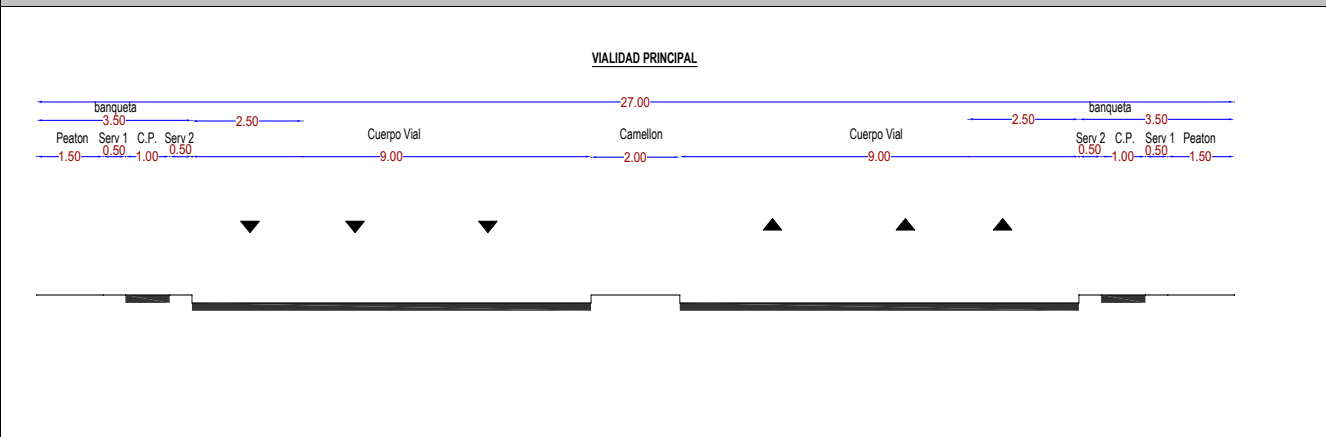 VIALIDAD PRINCIPAL
27.00
banqueta banqueta
3.50 2.50 2.50 3.50
Peaton Serv 1 C.P. Serv 2 Cuerpo Vial Camellon Cuerpo Vial Serv 2 C.P. Serv 1 Peaton
1.50 0.50 1.00 0.50 9.00 2.00 9.00 0.50 1.00 0.50 1.50